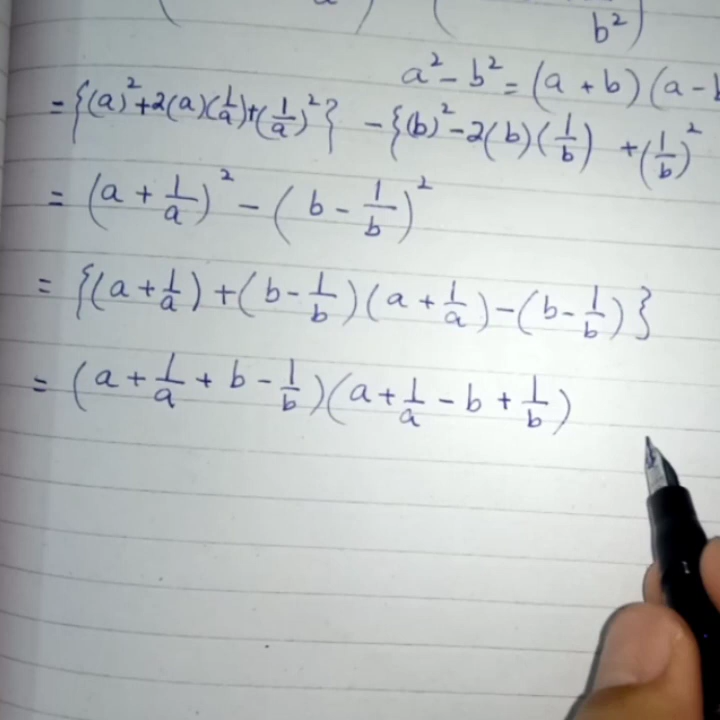 b²)
a² - b² = (a + b) (a - b
= {(a)² + 2(a)(1/a) + (1/a)²} - {(b)² - 2(b)(1/b) + (1/b)²
= (a + 1/a)² - (b - 1/b)²
= {(a + 1/a) + (b - 1/b)(a + 1/a) - (b - 1/b)}
= (a + 1/a + b - 1/b)(a + 1/a - b + 1/b)